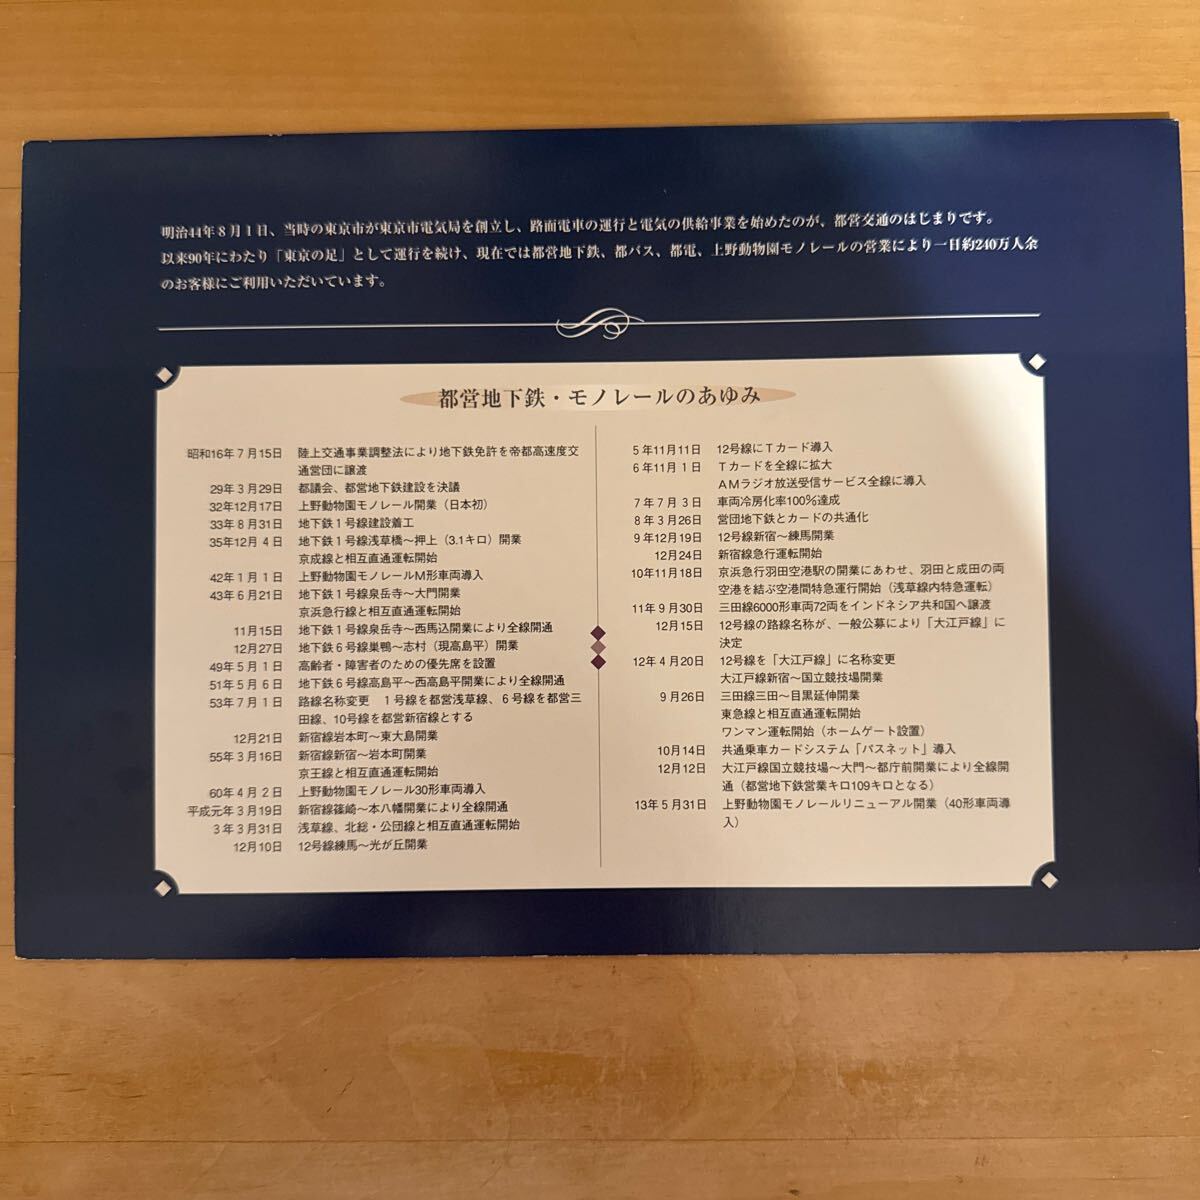 明治44年8月1日、当時の東京市が東京市電気局を創立し、路面電車の運行と電気の供給事業を始めたのが、都営交通のはじまりです。
以来90年にわたり「東京の足」として運行を続け、現在では都営地下鉄、都バス、都電、上野動物園モノレールの営業により一日約240万人余
のお客様にご利用いただいています。
都営地下鉄・モノレールのあゆみ
昭和16年7月15日 陸上交通事業調整法により地下鉄免許を帝都高速度交
通営団に譲渡
29年3月29日 都議会、都営地下鉄建設を決議
32年12月17日 上野動物園モノレール開業（日本初）
33年8月31日 地下鉄1号線建設着工
35年12月4日 地下鉄1号線浅草橋～押上（3.1キロ）開業
京成線と相互直通運転開始
42年1月1日 上野動物園モノレールM形車両導入
43年6月21日 地下鉄1号線泉岳寺～大門開業
京浜急行線と相互直通運転開始
11月15日 地下鉄1号線泉岳寺～西馬込開業により全線開通
12月27日 地下鉄6号線巣鴨～志村（現高島平）開業
49年5月1日 高齢者・障害者のための優先席を設置
51年5月6日 地下鉄6号線高島平～西高島平開業により全線開通
53年7月1日 路線名称変更　1号線を都営浅草線、6号線を都営三
田線、10号線を都営新宿線とする
12月21日 新宿線岩本町～東大島開業
55年3月16日 新宿線新宿～岩本町開業
京王線と相互直通運転開始
60年4月2日 上野動物園モノレール30形車両導入
平成元年3月19日 新宿線篠崎～本八幡開業により全線開通
3年3月31日 浅草線、北総・公団線と相互直通運転開始
12月10日 12号線練馬～光が丘開業
5年11月11日 12号線にTカード導入
6年11月1日 Tカードを全線に拡大
AMラジオ放送受信サービス全線に導入
7年7月3日 車両冷房化率100％達成
8年3月26日 営団地下鉄とカードの共通化
9年12月19日 12号線新宿～練馬開業
12月24日 新宿線急行運転開始
10年11月18日 京浜急行羽田空港駅の開業にあわせ、羽田と成田の両
空港を結ぶ空港間特急運行開始（浅草線内特急運転）
11年9月30日 三田線6000形車両72両をインドネシア共和国へ譲渡
12月15日 12号線の路線名称が、一般公募により「大江戸線」に
決定
12年4月20日 12号線を「大江戸線」に名称変更
大江戸線新宿～国立競技場開業
9月26日 三田線三田～目黒延伸開業
東急線と相互直通運転開始
ワンマン運転開始（ホームゲート設置）
10月14日 共通乗車カードシステム「パスネット」導入
12月12日 大江戸線国立競技場～大門～都庁前開業により全線開
通（都営地下鉄営業キロ109キロとなる）
13年5月31日 上野動物園モノレールリニューアル開業（40形車両導
入）